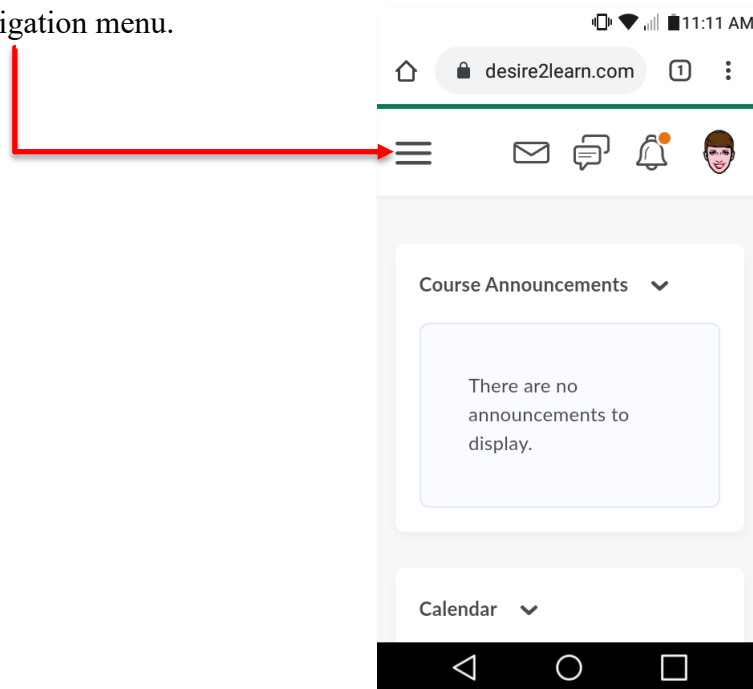 igation menu.
11:11 AM
desire2learn.com
1
Course Announcements
There are no
announcements to
display.
Calendar